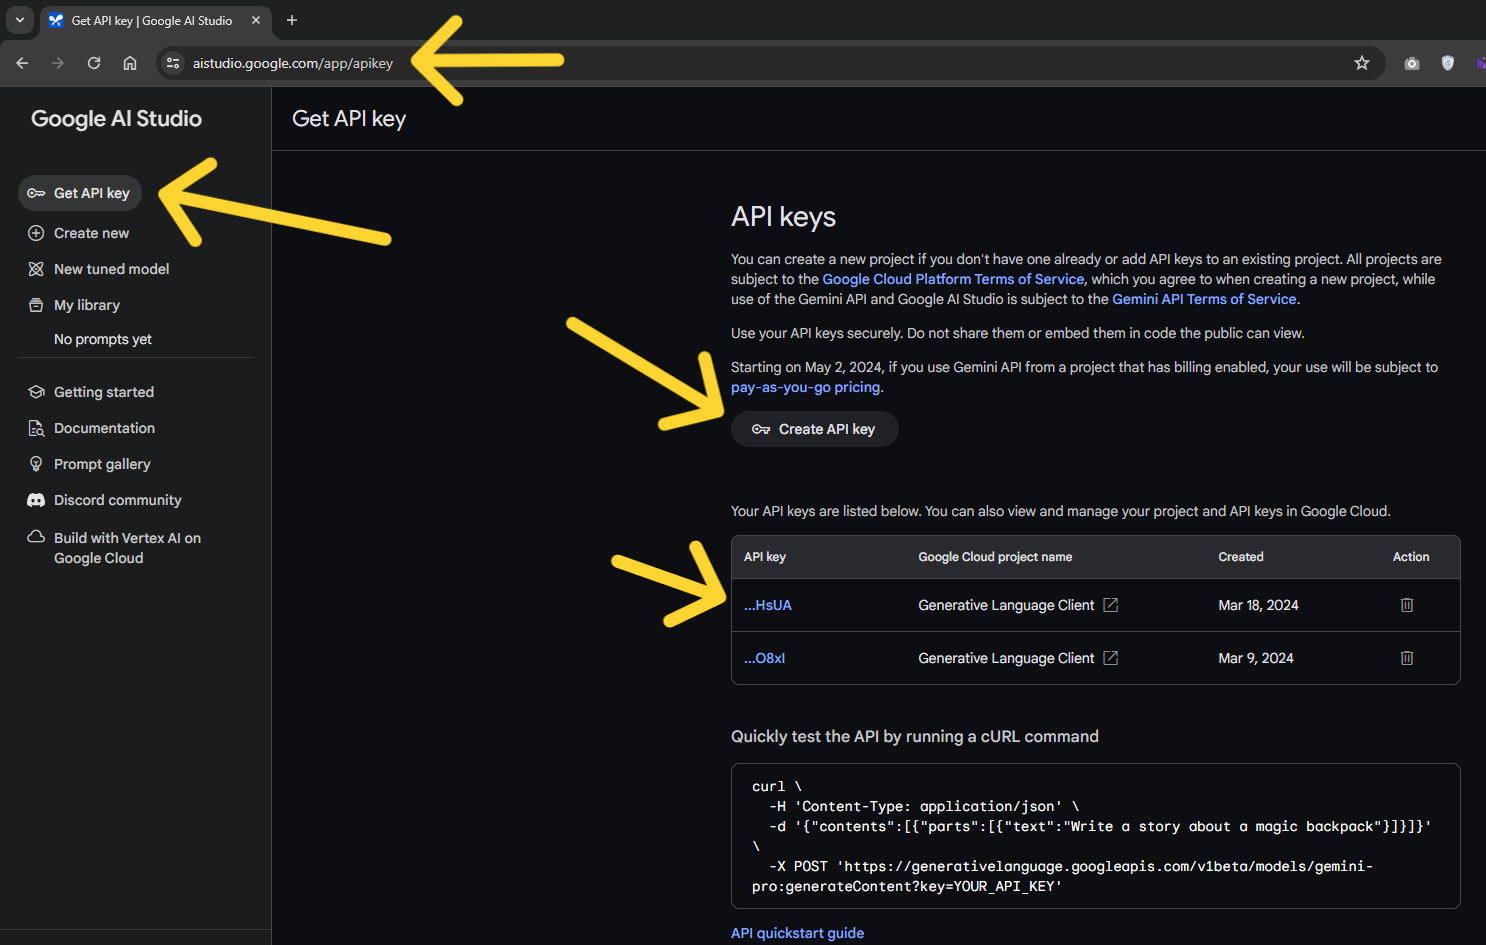 Get API key | Google AI Studio
aistudio.google.com/app/apikey
Google AI Studio
Get API key
Create new
New tuned model
My library
No prompts yet
Getting started
Documentation
Prompt gallery
Discord community
Build with Vertex AI on
Google Cloud
Get API key
API keys
You can create a new project if you don't have one already or add API keys to an existing project. All projects are
subject to the Google Cloud Platform Terms of Service, which you agree to when creating a new project, while
use of the Gemini API and Google AI Studio is subject to the Gemini API Terms of Service.
Use your API keys securely. Do not share them or embed them in code the public can view.
Starting on May 2, 2024, if you use Gemini API from a project that has billing enabled, your use will be subject to
pay-as-you-go pricing.
Create API key
Your API keys are listed below. You can also view and manage your project and API keys in Google Cloud.
API key Google Cloud project name Created Action
...HsUA Generative Language Client Mar 18, 2024
...O8xI Generative Language Client Mar 9, 2024
Quickly test the API by running a cURL command
curl \
-H 'Content-Type: application/json' \
-d '{"contents":[{"parts":[{"text":"Write a story about a magic backpack"}]}]}'
\
-X POST 'https://generativelanguage.googleapis.com/v1beta/models/gemini-
pro:generateContent?key=YOUR_API_KEY'
API quickstart guide